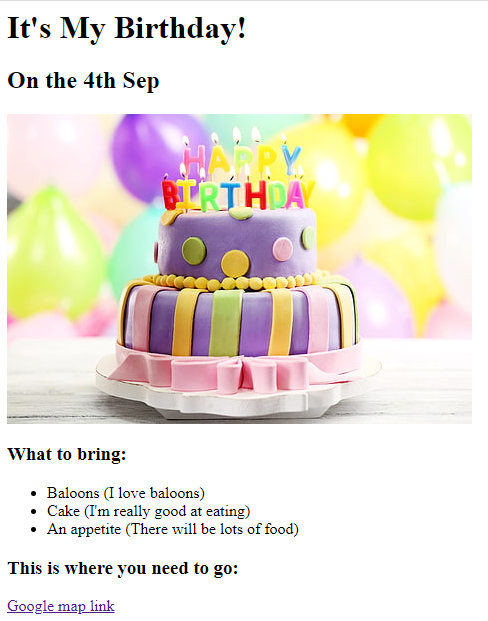 It's My Birthday!
On the 4th Sep
HAPPY
BIRTHDAY
What to bring:
Baloons (I love baloons)
Cake (I'm really good at eating)
An appetite (There will be lots of food)
This is where you need to go:
Google map link